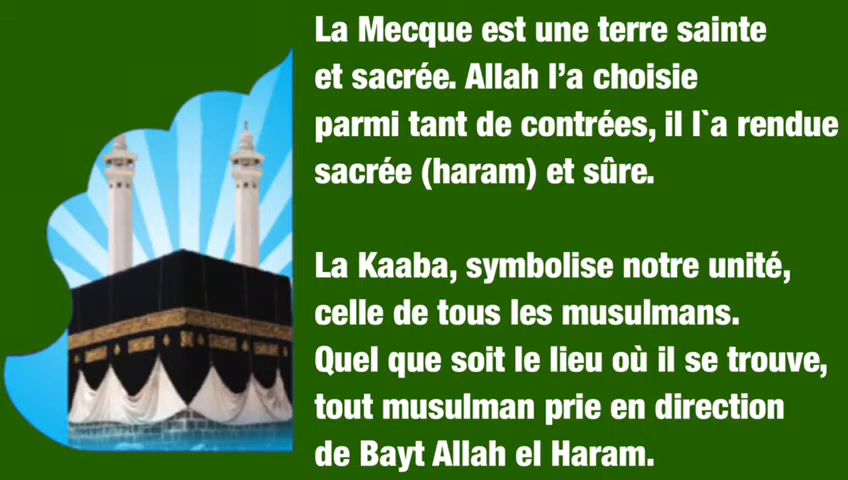 La Mecque est une terre sainte
et sacrée. Allah l’a choisie
parmi tant de contrées, il l`a rendue
sacrée (haram) et sûre.
La Kaaba, symbolise notre unité,
celle de tous les musulmans.
Quel que soit le lieu où il se trouve,
tout musulman prie en direction
de Bayt Allah el Haram.